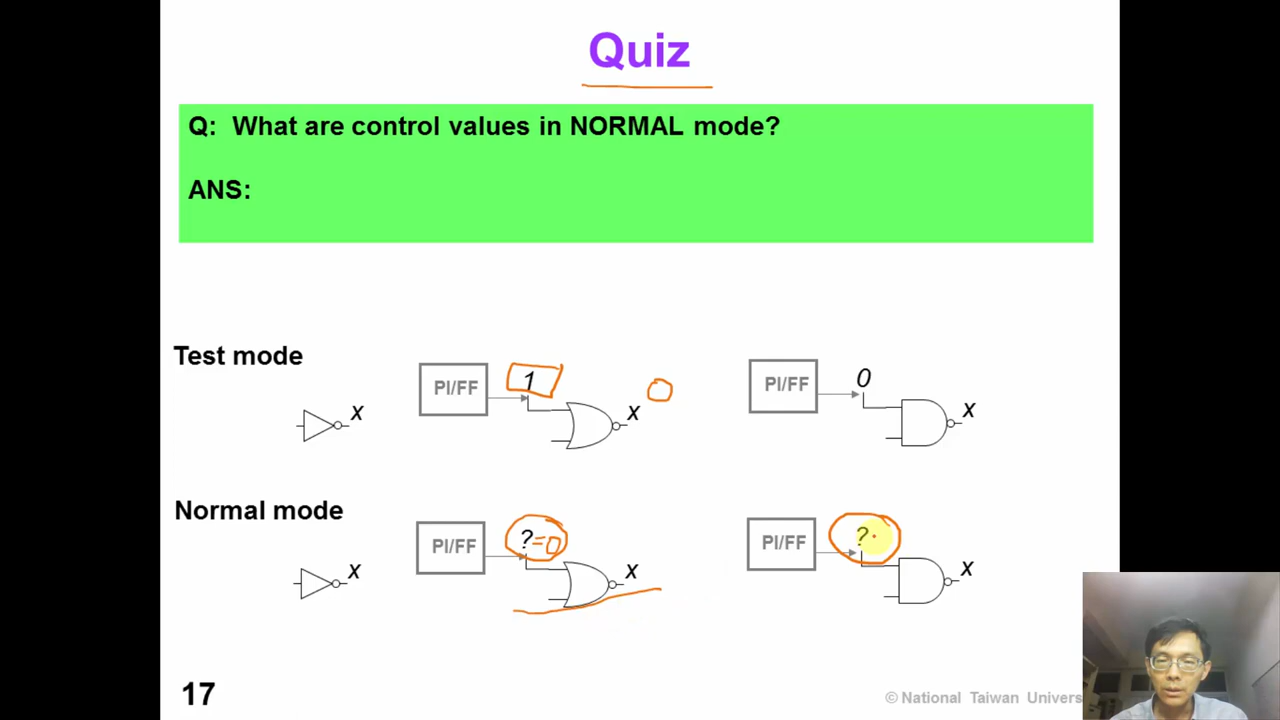 Quiz
Q: What are control values in NORMAL mode?
ANS:
Test mode
PI/FF
1
X
X
0
PI/FF
0
X
Normal mode
PI/FF
?=0
X
X
PI/FF
?
X
17
© National Taiwan Univers